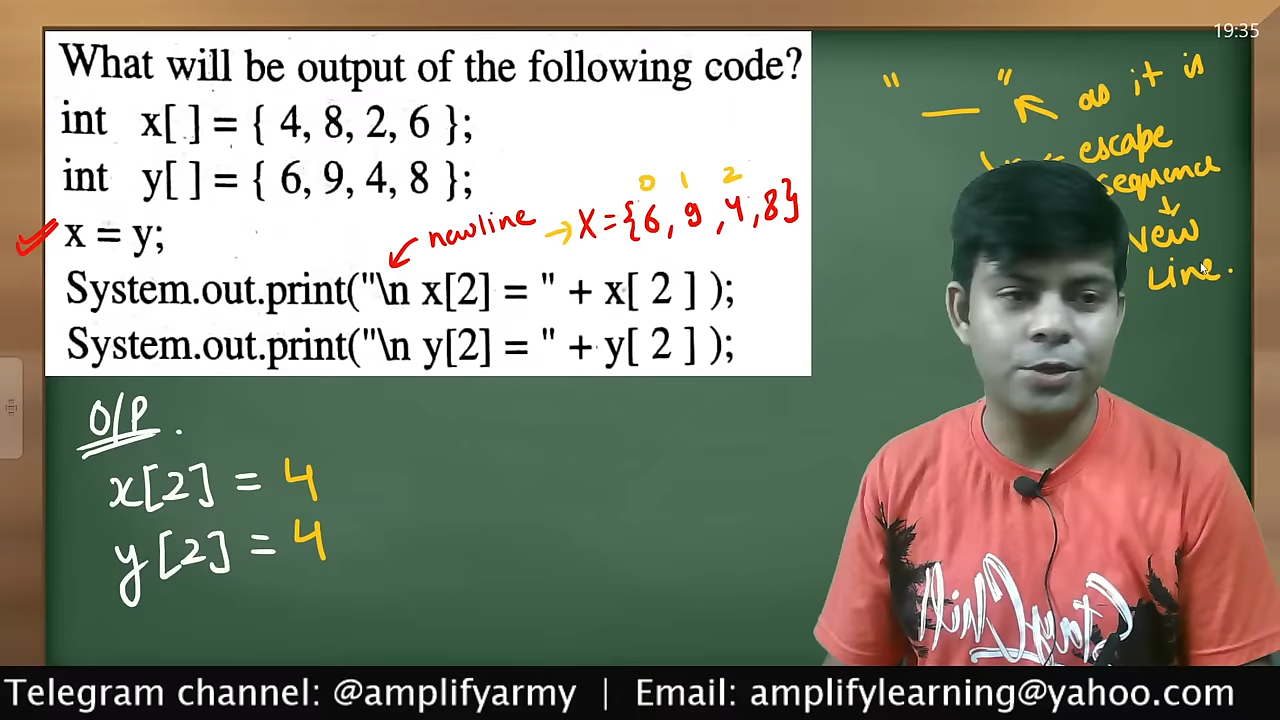 19:35
What will be output of the following code?
int x[ ] = { 4, 8, 2, 6 };
int y[ ] = { 6, 9, 4, 8 };
x = y;
System.out.print("\n x[2] = " + x[ 2 ] );
System.out.print("\n y[2] = " + y[ 2 ] );
newline
0 1 2
→ X = {6, 9, 4, 8}
" — " as it is
escape
sequence
New
Line.
O/P.
x[2] = 4
y[2] = 4
Telegram channel: @amplifyarmy | Email: amplifylearning@yahoo.com